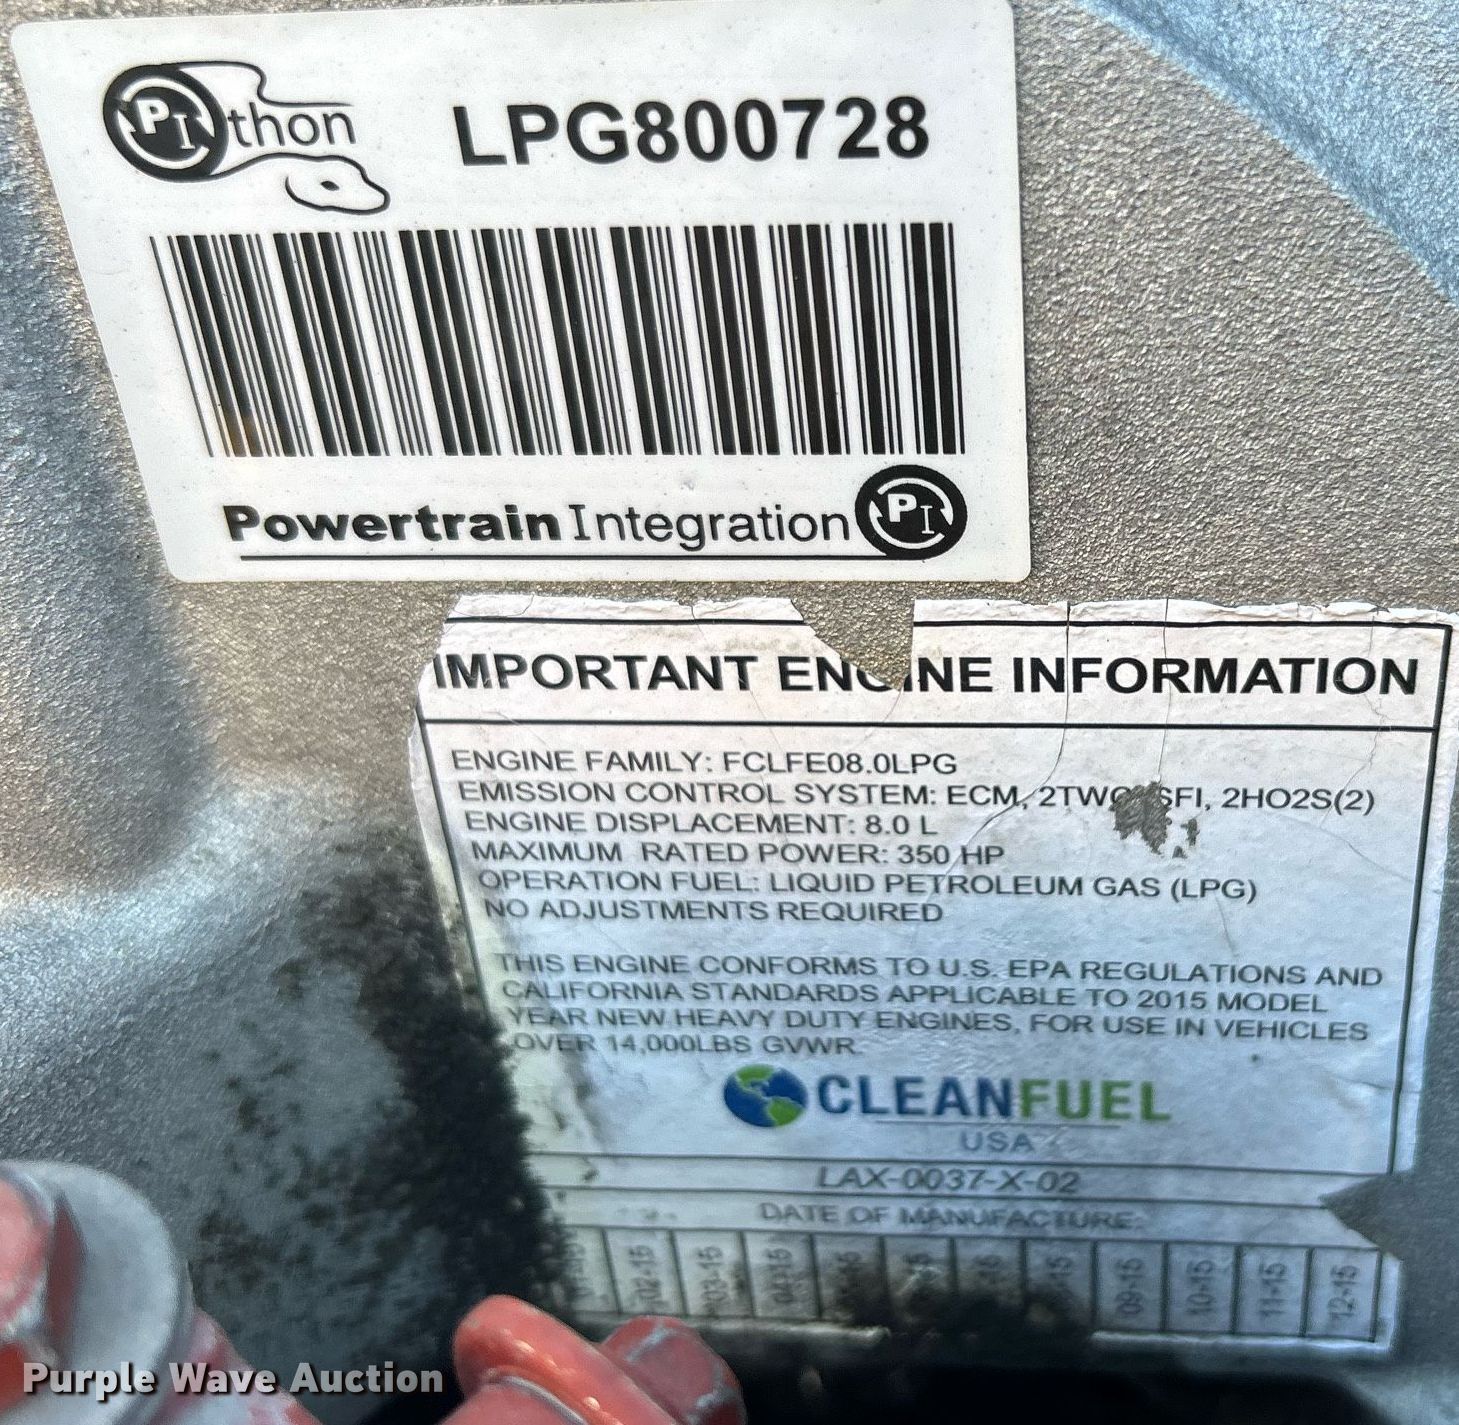 PI thon
LPG800728
Powertrain Integration PI
IMPORTANT ENGINE INFORMATION
ENGINE FAMILY: FCLFE08.0LPG
EMISSION CONTROL SYSTEM: ECM, SFI, 2HO2S(2)
ENGINE DISPLACEMENT: 8.0 L
MAXIMUM RATED POWER: 350 HP
OPERATION FUEL: LIQUID PETROLEUM GAS (LPG)
NO ADJUSTMENTS REQUIRED
THIS ENGINE CONFORMS TO U.S. EPA REGULATIONS AND
CALIFORNIA STANDARDS APPLICABLE TO 2015 MODEL
YEAR NEW HEAVY DUTY ENGINES, FOR USE IN VEHICLES
OVER 14,000LBS GVWR
CLEANFUEL
USA
LAX-0037-X-02
DATE OF MANUFACTURE:
02-15 03-15 04-15 09-15 10-15 11-15 12-15
Purple Wave Auction